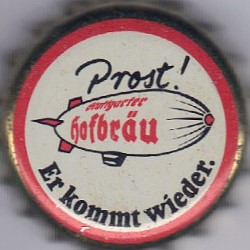 Prost!
Stuttgarter
Hofbräu
Er kommt wieder.